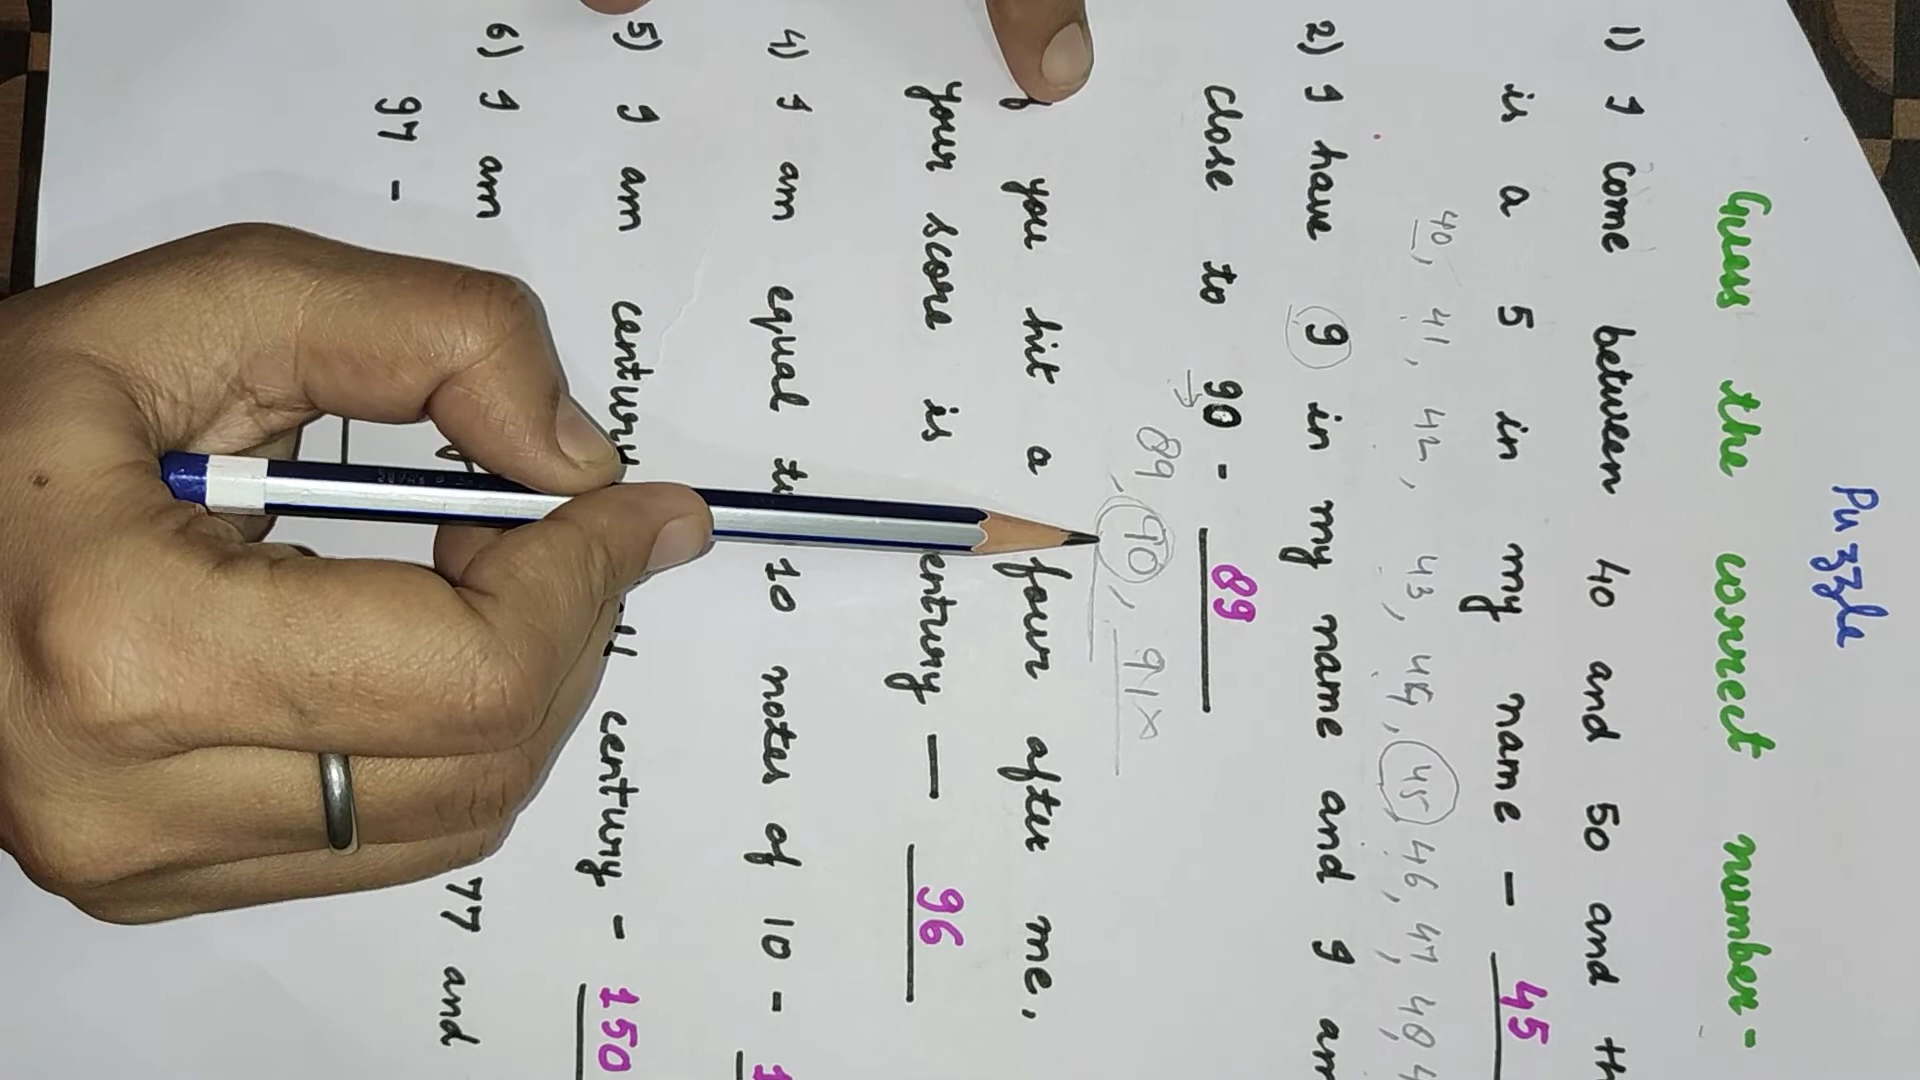 Puzzle
Guess the correct number-
1) I come between 40 and 50 and th
is a 5 in my name - 45
40, 41, 42, 43, 44, 45, 46, 47, 48, 4
2) I have 9 in my name and I am
close to 90 - 89
89, 90, 91 ×
you hit a four after me,
your score is entury — 96
4) I am equal to 10 notes of 10 - 1
5) I am century century - 150
6) I am 77 and
97 -